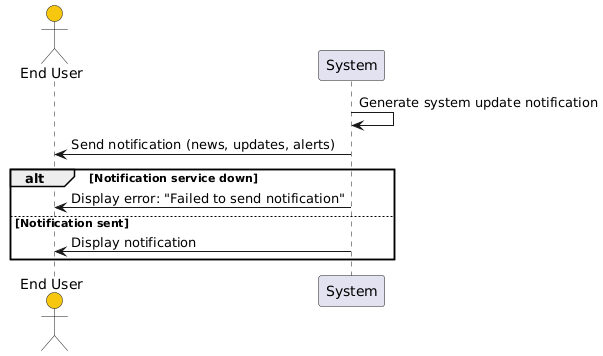 End User
System
Generate system update notification
Send notification (news, updates, alerts)
alt [Notification service down]
Display error: "Failed to send notification"
[Notification sent]
Display notification
End User
System